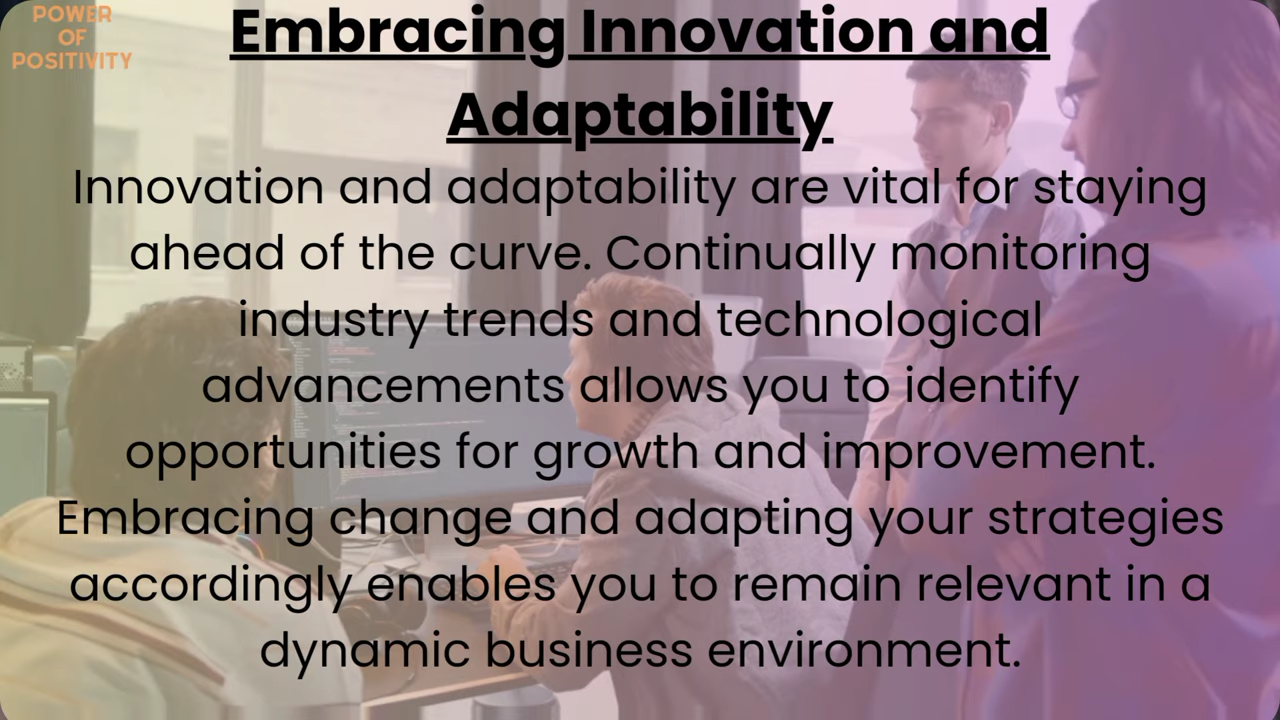 POWER
OF
POSITIVITY
Embracing Innovation and
Adaptability
Innovation and adaptability are vital for staying
ahead of the curve. Continually monitoring
industry trends and technological
advancements allows you to identify
opportunities for growth and improvement.
Embracing change and adapting your strategies
accordingly enables you to remain relevant in a
dynamic business environment.